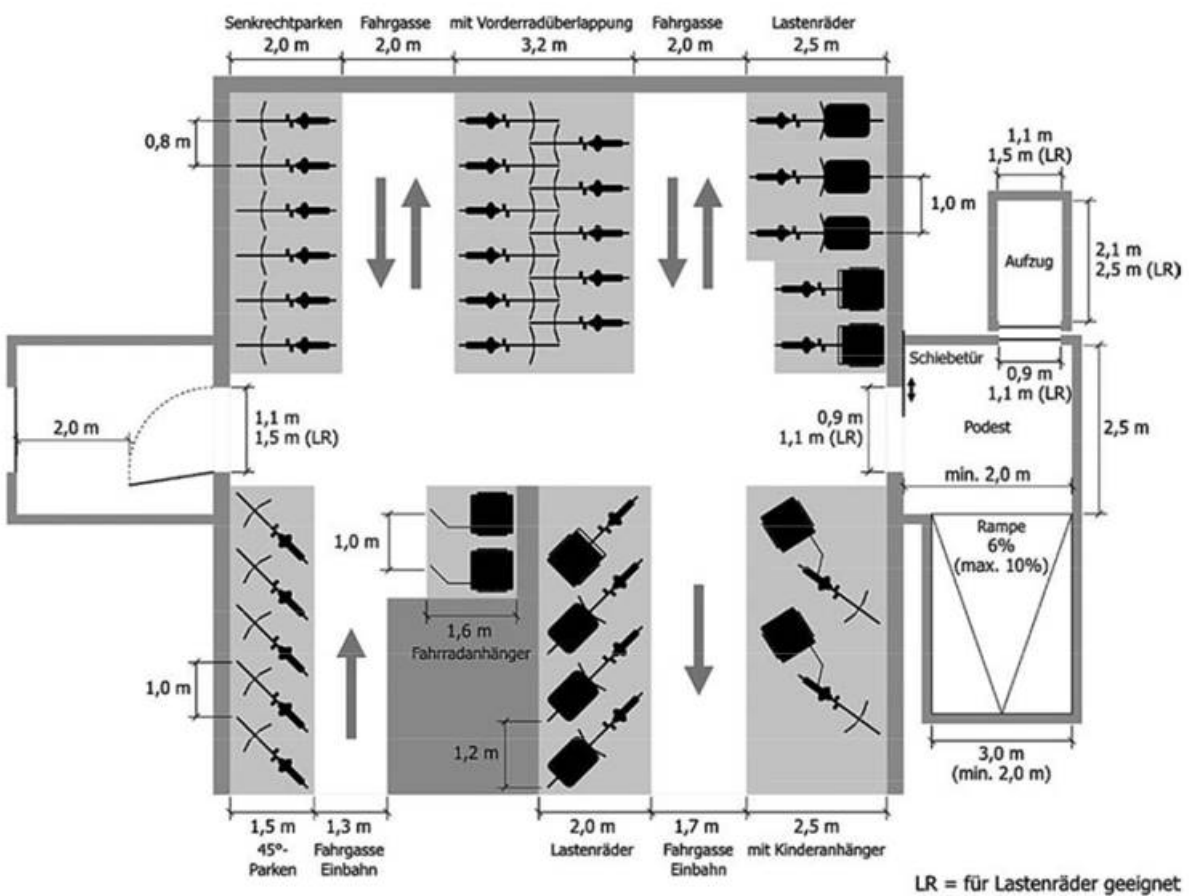 Senkrechtparken
2,0 m
Fahrgasse
2,0 m
mit Vorderradüberlappung
3,2 m
Fahrgasse
2,0 m
Lastenräder
2,5 m
0,8 m
1,0 m
1,1 m
1,5 m (LR)
Aufzug
2,1 m
2,5 m (LR)
Schiebetür
0,9 m
1,1 m (LR)
2,0 m
1,1 m
1,5 m (LR)
0,9 m
1,1 m (LR)
Podest
2,5 m
min. 2,0 m
1,0 m
Rampe
6%
(max. 10%)
1,6 m
Fahrradanhänger
1,0 m
1,2 m
3,0 m
(min. 2,0 m)
1,5 m
45°-
Parken
1,3 m
Fahrgasse
Einbahn
2,0 m
Lastenräder
1,7 m
Fahrgasse
Einbahn
2,5 m
mit Kinderanhänger
LR = für Lastenräder geeignet